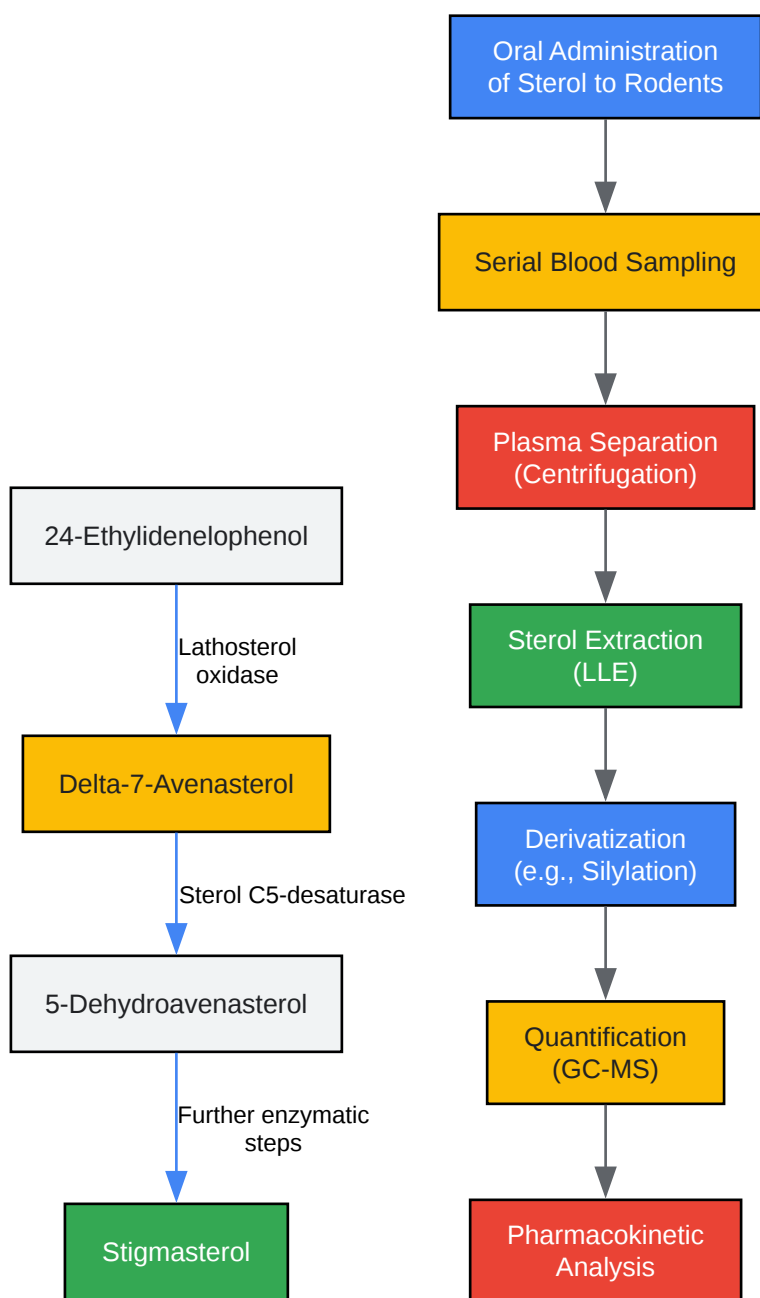 Oral Administration
of Sterol to Rodents
Serial Blood Sampling
Plasma Separation
(Centrifugation)
Sterol Extraction
(LLE)
Derivatization
(e.g., Silylation)
Quantification
(GC-MS)
Pharmacokinetic
Analysis
24-Ethylidenelophenol
Lathosterol
oxidase
Delta-7-Avenasterol
Sterol C5-desaturase
5-Dehydroavenasterol
Further enzymatic
steps
Stigmasterol